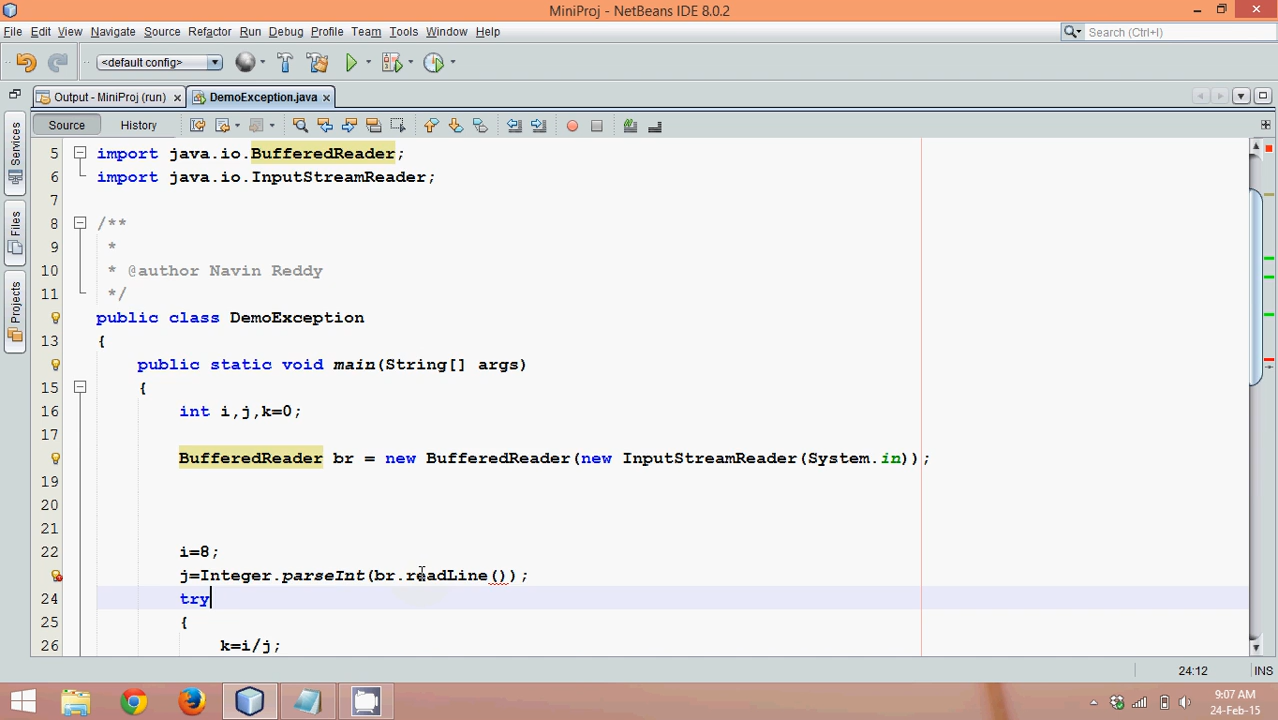 MiniProj - NetBeans IDE 8.0.2
File Edit View Navigate Source Refactor Run Debug Profile Team Tools Window Help
Search (Ctrl+I)
<default config>
Output - MiniProj (run)
DemoException.java
Source History
Services
Files
Projects
5 import java.io.BufferedReader;
6 import java.io.InputStreamReader;
7
8 /**
9 *
10 * @author Navin Reddy
11 */
public class DemoException
13 {
public static void main(String[] args)
15 {
16 int i,j,k=0;
17
BufferedReader br = new BufferedReader(new InputStreamReader(System.in));
19
20
21
22 i=8;
j=Integer.parseInt(br.readLine());
24 try
25 {
26 k=i/j;
24:12 INS
9:07 AM
24-Feb-15